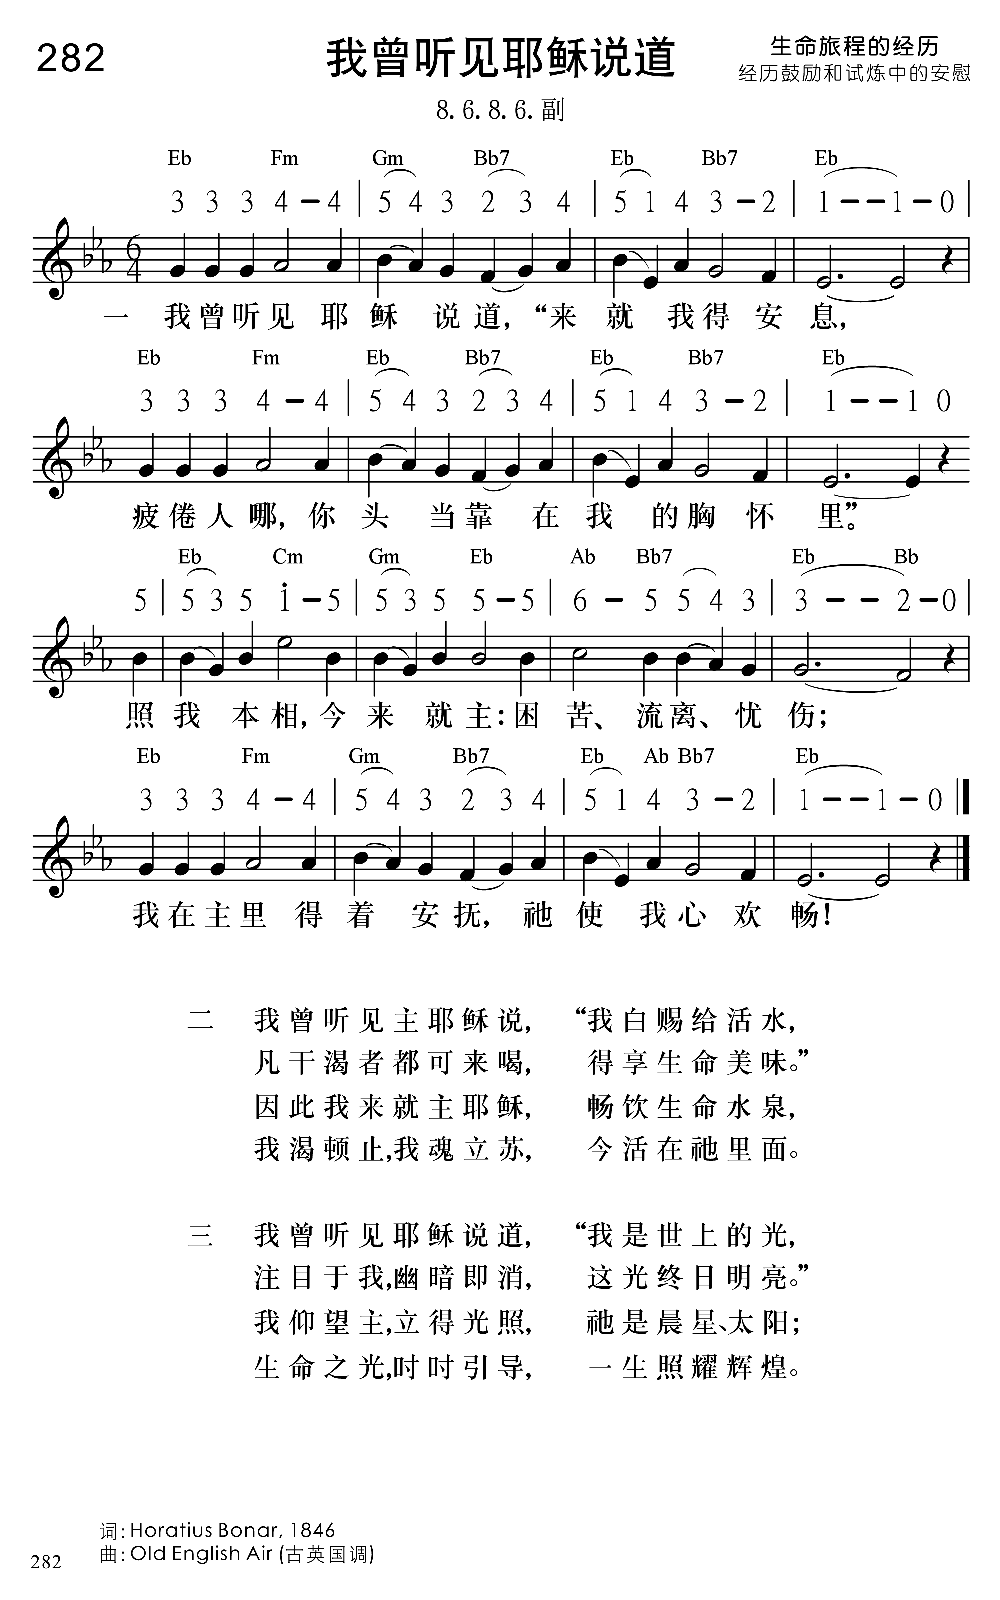 282
我曾听见耶稣说道
生命旅程的经历
经历鼓励和试炼中的安慰
8. 6. 8. 6. 副
Eb Fm Gm Bb7 Eb Bb7 Eb
3 3 3 4 - 4 | 5 4 3 2 3 4 | 5 1 4 3 - 2 | 1 - - 1 - 0 |
6
4
一 我曾听见 耶 稣 说道，“来 就 我得 安 息，
Eb Fm Eb Bb7 Eb Bb7 Eb
3 3 3 4 - 4 | 5 4 3 2 3 4 | 5 1 4 3 - 2 | 1 - - 1 0
疲倦人哪，你 头 当靠 在 我 的胸 怀 里”。
Eb Cm Gm Eb Ab Bb7 Eb Bb
5 | 5 3 5 1̇ - 5 | 5 3 5 5 - 5 | 6 - 5 5 4 3 | 3 - - 2 - 0 |
照 我 本相，今 来 就 主：困 苦、 流离、忧 伤；
Eb Fm Gm Bb7 Eb Ab Bb7 Eb
3 3 3 4 - 4 | 5 4 3 2 3 4 | 5 1 4 3 - 2 | 1 - - 1 - 0
我在主里 得 着 安抚，祂 使 我心 欢 畅！
二 我曾听见主耶稣说， “我白赐给活水，
凡干渴者都可来喝， 得享生命美味。”
因此我来就主耶稣， 畅饮生命水泉，
我渴顿止，我魂立苏， 今活在祂里面。
三 我曾听见耶稣说道， “我是世上的光，
注目于我，幽暗即消， 这光终日明亮。”
我仰望主，立得光照， 祂是晨星、太阳；
生命之光，时时引导， 一生照耀辉煌。
词：Horatius Bonar, 1846
曲：Old English Air (古英国调)
282